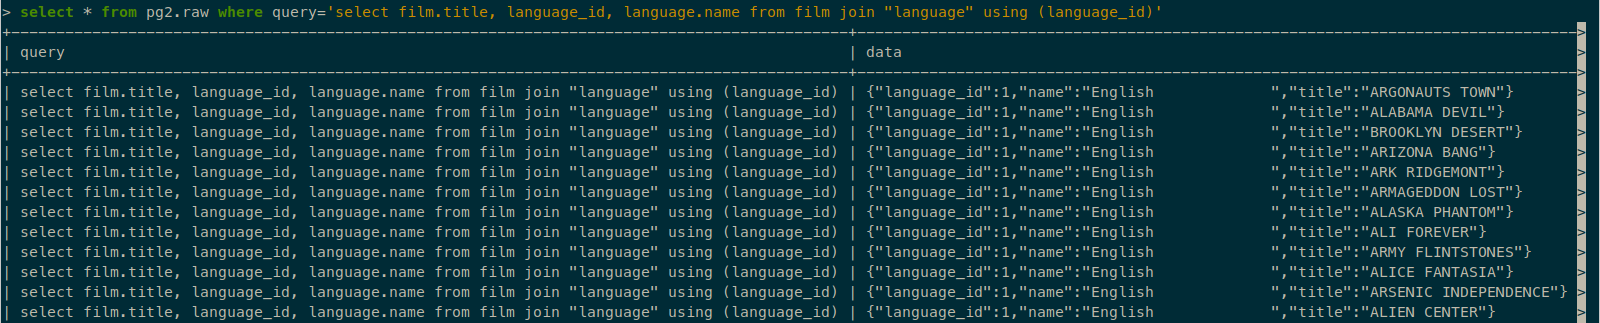 > select * from pg2.raw where query='select film.title, language_id, language.name from film join "language" using (language_id)'
+---------------------------------------------------------------------------------------------+-------------------------------------------------------------------------------->
| query                                                                                       | data                                                                           >
+---------------------------------------------------------------------------------------------+-------------------------------------------------------------------------------->
| select film.title, language_id, language.name from film join "language" using (language_id) | {"language_id":1,"name":"English             ","title":"ARGONAUTS TOWN"}       >
| select film.title, language_id, language.name from film join "language" using (language_id) | {"language_id":1,"name":"English             ","title":"ALABAMA DEVIL"}        >
| select film.title, language_id, language.name from film join "language" using (language_id) | {"language_id":1,"name":"English             ","title":"BROOKLYN DESERT"}      >
| select film.title, language_id, language.name from film join "language" using (language_id) | {"language_id":1,"name":"English             ","title":"ARIZONA BANG"}         >
| select film.title, language_id, language.name from film join "language" using (language_id) | {"language_id":1,"name":"English             ","title":"ARK RIDGEMONT"}        >
| select film.title, language_id, language.name from film join "language" using (language_id) | {"language_id":1,"name":"English             ","title":"ARMAGEDDON LOST"}      >
| select film.title, language_id, language.name from film join "language" using (language_id) | {"language_id":1,"name":"English             ","title":"ALASKA PHANTOM"}       >
| select film.title, language_id, language.name from film join "language" using (language_id) | {"language_id":1,"name":"English             ","title":"ALI FOREVER"}          >
| select film.title, language_id, language.name from film join "language" using (language_id) | {"language_id":1,"name":"English             ","title":"ARMY FLINTSTONES"}     >
| select film.title, language_id, language.name from film join "language" using (language_id) | {"language_id":1,"name":"English             ","title":"ALICE FANTASIA"}       >
| select film.title, language_id, language.name from film join "language" using (language_id) | {"language_id":1,"name":"English             ","title":"ARSENIC INDEPENDENCE"} >
| select film.title, language_id, language.name from film join "language" using (language_id) | {"language_id":1,"name":"English             ","title":"ALIEN CENTER"}         >